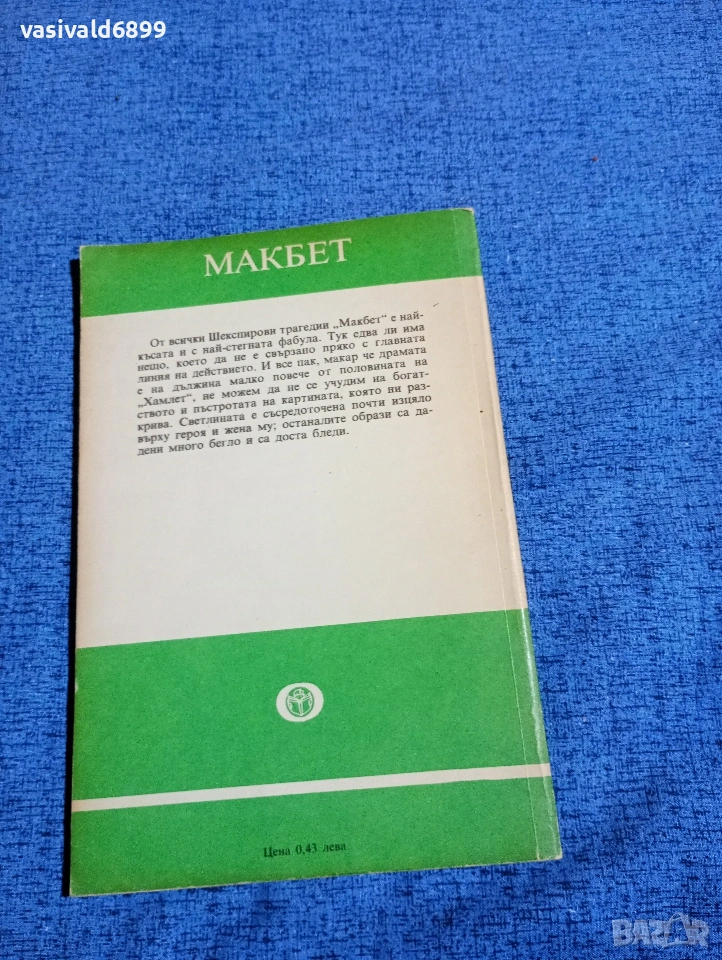 vasivald6899
МАКБЕТ
От всички Шекспирови трагедии „Макбет“ е най-
късата и с най-стегната фабула. Тук едва ли има
нещо, което да не е свързано пряко с главната
линия на действието. И все пак, макар че драмата
е на дължина малко повече от половината на
„Хамлет“, не можем да не се учудим на богат-
ството и пъстротата на картината, която ни раз-
крива. Светлината е съсредоточена почти изцяло
върху героя и жена му; останалите образи са да-
дени много бегло и са доста бледи.
Цена 0,43 лева
BAZAR